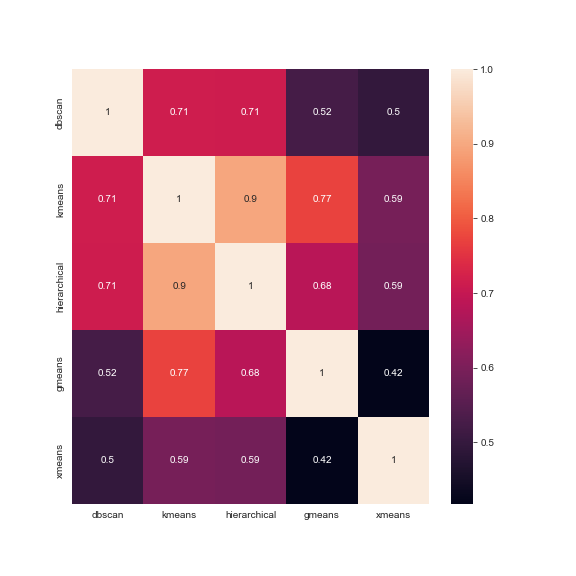 1.0
dbscan 1 0.71 0.71 0.52 0.5
0.9
kmeans 0.71 1 0.9 0.77 0.59
0.8
hierarchical 0.71 0.9 1 0.68 0.59
0.7
gmeans 0.52 0.77 0.68 1 0.42
0.6
0.5
xmeans 0.5 0.59 0.59 0.42 1
dbscan kmeans hierarchical gmeans xmeans